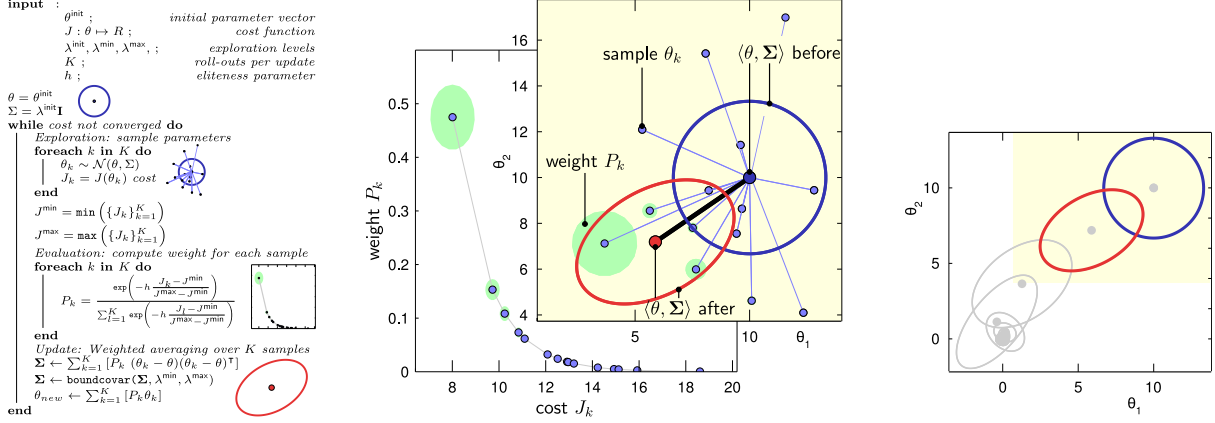 input :
θ^init ; initial parameter vector
J : θ ↦ R ; cost function
λ^init, λ^min, λ^max, ; exploration levels
K ; roll-outs per update
h ; eliteness parameter
θ = θ^init
Σ = λ^init I
while cost not converged do
Exploration: sample parameters
foreach k in K do
θ_k ∼ N(θ, Σ)
J_k = J(θ_k) cost
end
J^min = min ({J_k}_{k=1}^K)
J^max = max ({J_k}_{k=1}^K)
Evaluation: compute weight for each sample
foreach k in K do
P_k = exp(−h (J_k−J^min)/(J^max−J^min)) / Σ_{l=1}^K exp(−h (J_l−J^min)/(J^max−J^min))
end
Update: Weighted averaging over K samples
Σ ← Σ_{k=1}^K [P_k (θ_k − θ)(θ_k − θ)^⊺]
Σ ← boundcovar(Σ, λ^min, λ^max)
θ_new ← Σ_{k=1}^K [P_k θ_k]
end
weight P_k
0.5
0.4
0.3
0.2
0.1
0
8 10 12 14 16 18 20
cost J_k
θ_2
16
14
12
10
8
6
4
5 10 θ_1
sample θ_k
⟨θ, Σ⟩ before
weight P_k
⟨θ, Σ⟩ after
θ_2
10
5
0
0 5 10
θ_1